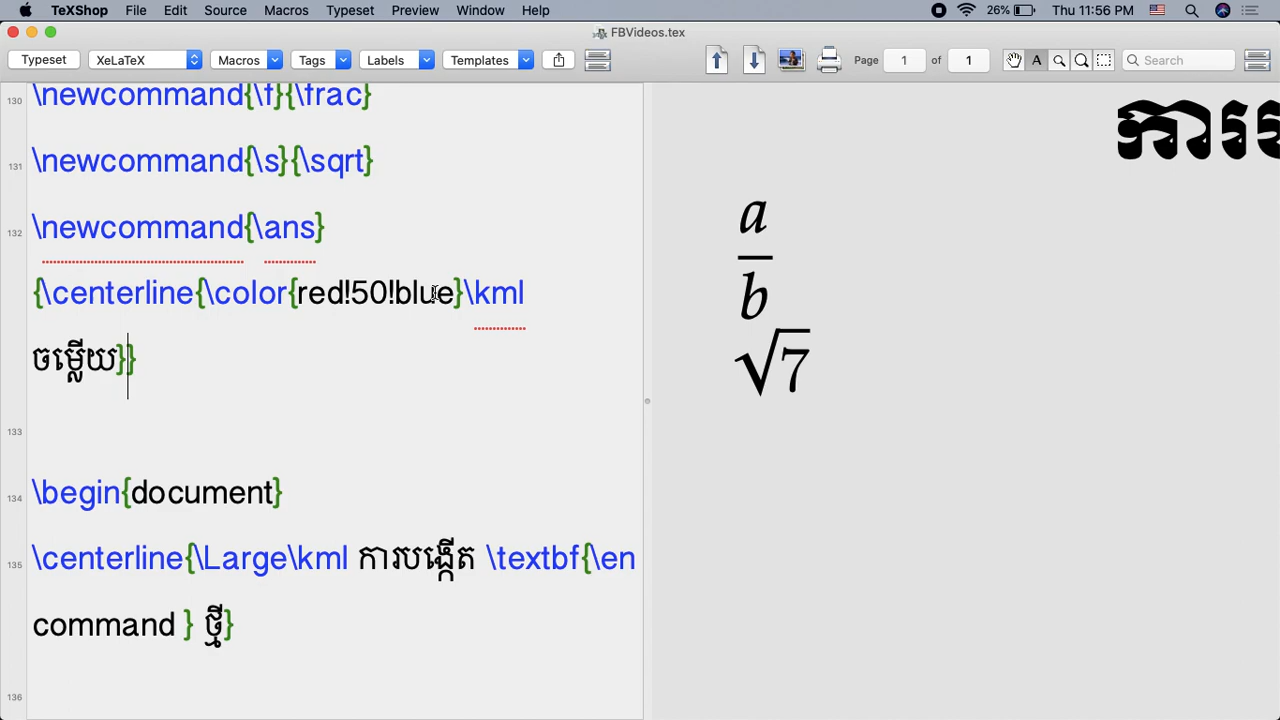 TeXShop File Edit Source Macros Typeset Preview Window Help 26% Thu 11:56 PM
FBVideos.tex
Typeset XeLaTeX Macros Tags Labels Templates Page 1 of 1 A Search
130 \newcommand{\f}{\frac}
131 \newcommand{\s}{\sqrt}
132 \newcommand{\ans}
{\centerline{\color{red!50!blue}\kml
ចម្លើយ}}
133
134 \begin{document}
135 \centerline{\Large\kml ការបង្កើត \textbf{\en
command } ថ្មី}
136
a
b
√7